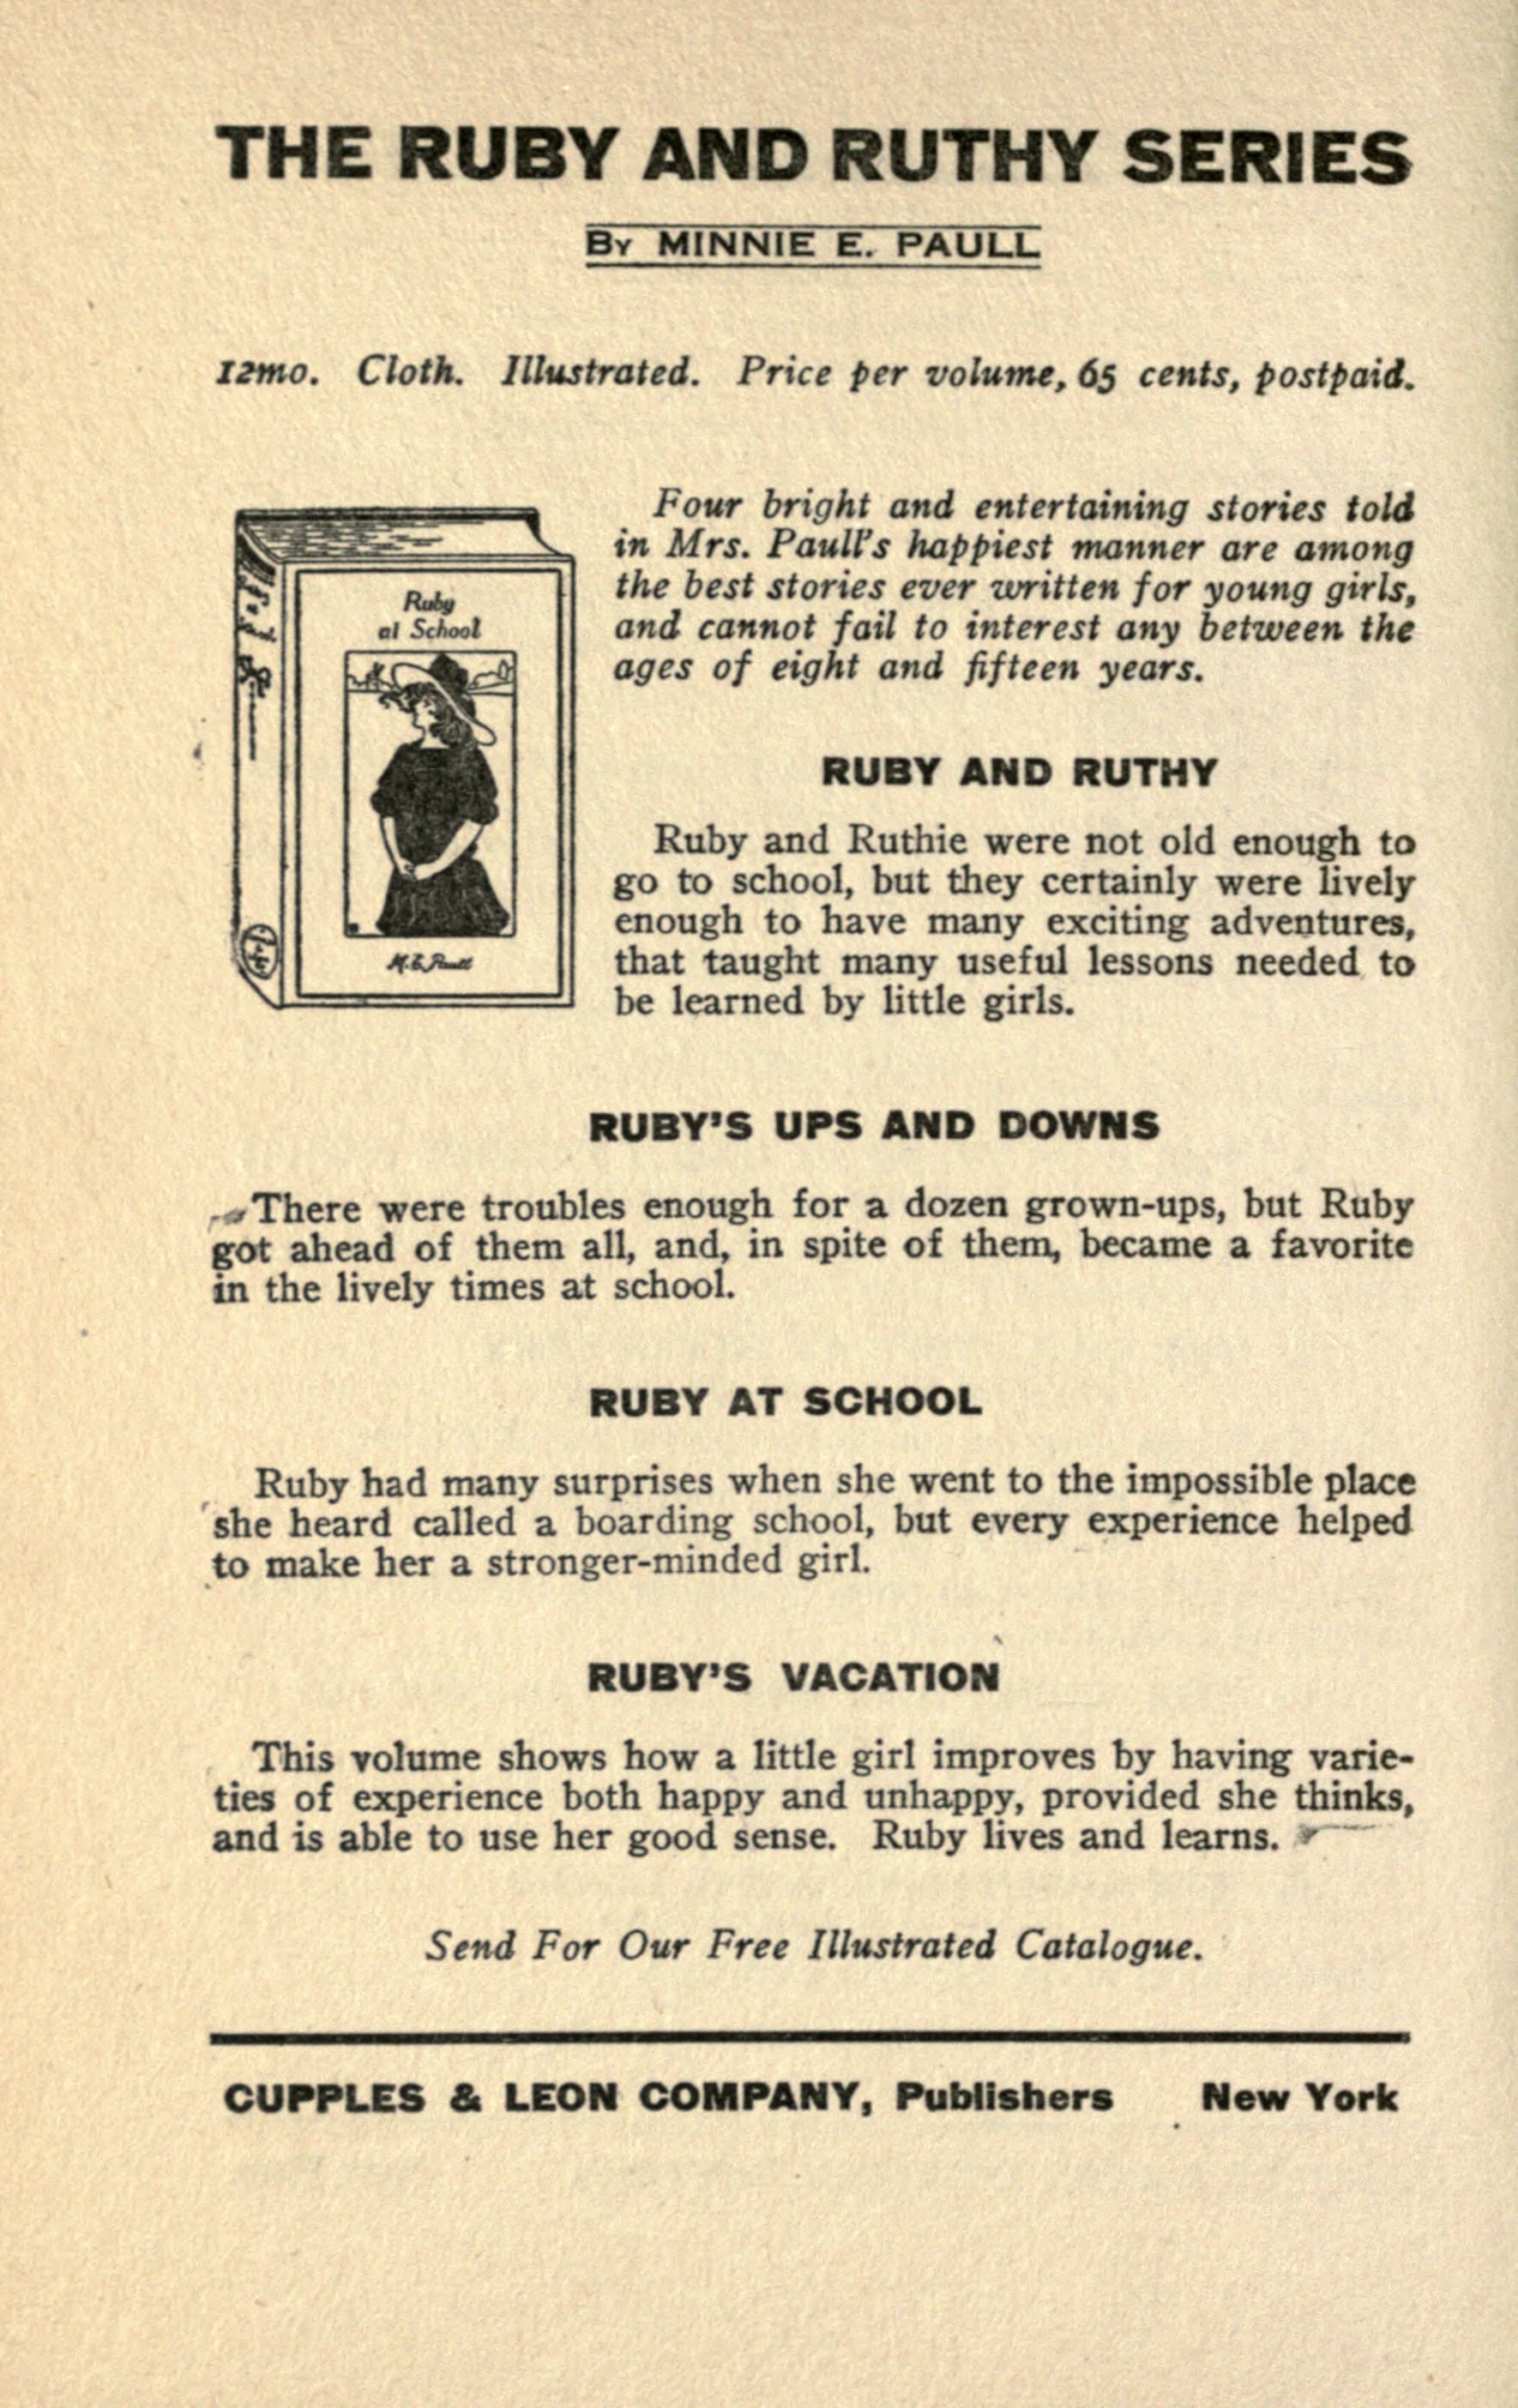 THE RUBY AND RUTHY SERIES
By MINNIE E. PAULL
12mo. Cloth. Illustrated. Price per volume, 65 cents, postpaid.
Ruby
at School
M. E. Paull
Four bright and entertaining stories told
in Mrs. Paull's happiest manner are among
the best stories ever written for young girls,
and cannot fail to interest any between the
ages of eight and fifteen years.
RUBY AND RUTHY
Ruby and Ruthie were not old enough to
go to school, but they certainly were lively
enough to have many exciting adventures,
that taught many useful lessons needed to
be learned by little girls.
RUBY'S UPS AND DOWNS
There were troubles enough for a dozen grown-ups, but Ruby
got ahead of them all, and, in spite of them, became a favorite
in the lively times at school.
RUBY AT SCHOOL
Ruby had many surprises when she went to the impossible place
she heard called a boarding school, but every experience helped
to make her a stronger-minded girl.
RUBY'S VACATION
This volume shows how a little girl improves by having varie-
ties of experience both happy and unhappy, provided she thinks,
and is able to use her good sense. Ruby lives and learns.
Send For Our Free Illustrated Catalogue.
CUPPLES & LEON COMPANY, Publishers New York